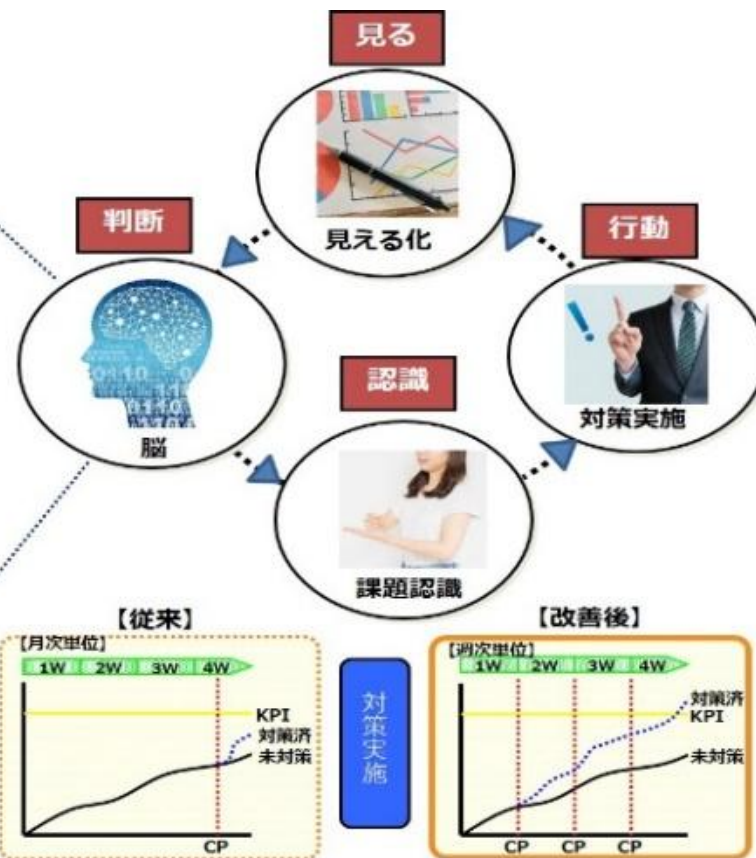 見る
見える化
判断
脳
行動
対策実施
認識
課題認識
【従来】
【月次単位】
1W 2W 3W 4W
KPI
対策済
未対策
CP
対策実施
【改善後】
【週次単位】
1W 2W 3W 4W
対策済
KPI
未対策
CP CP CP